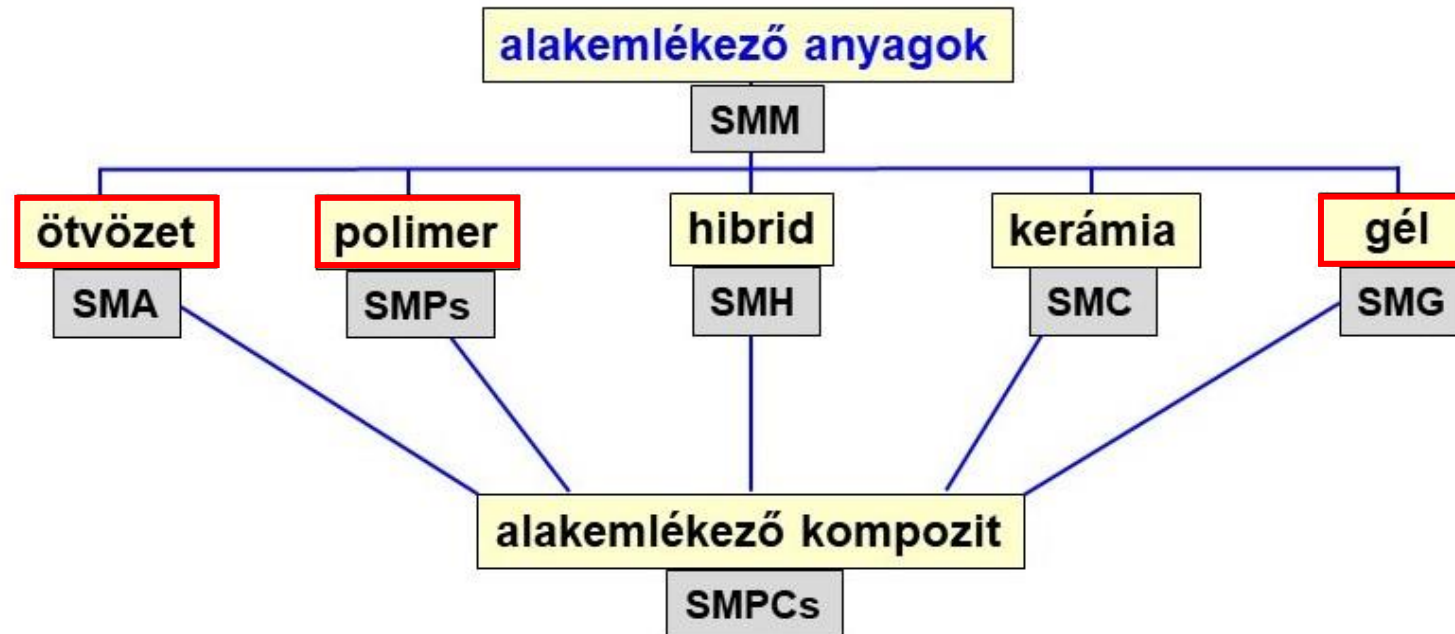 alakemlékező anyagok
SMM
ötvözet
polimer
hibrid
kerámia
gél
SMA
SMPs
SMH
SMC
SMG
alakemlékező kompozit
SMPCs